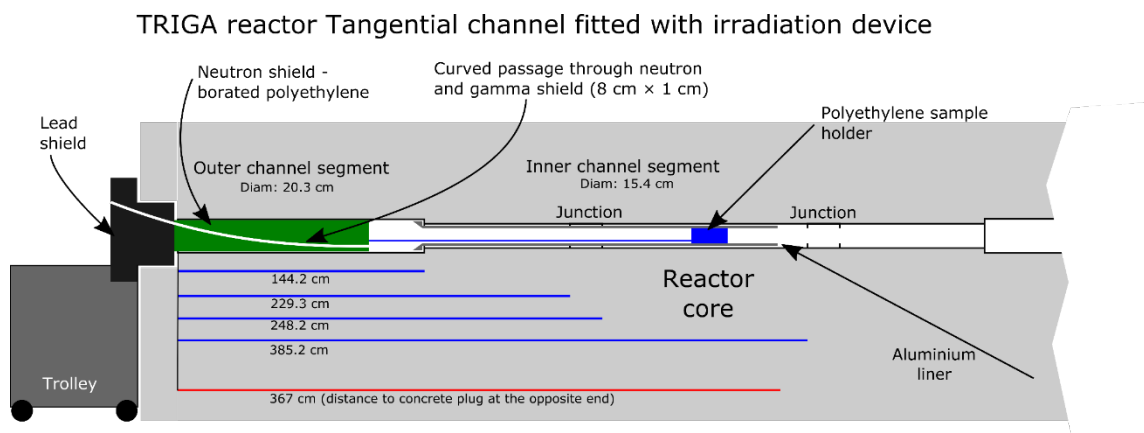 TRIGA reactor Tangential channel fitted with irradiation device
Neutron shield -
borated polyethylene
Curved passage through neutron
and gamma shield (8 cm × 1 cm)
Polyethylene sample
holder
Lead
shield
Outer channel segment
Diam: 20.3 cm
Inner channel segment
Diam: 15.4 cm
Junction
Junction
144.2 cm
229.3 cm
248.2 cm
385.2 cm
Reactor
core
Aluminium
liner
Trolley
367 cm (distance to concrete plug at the opposite end)